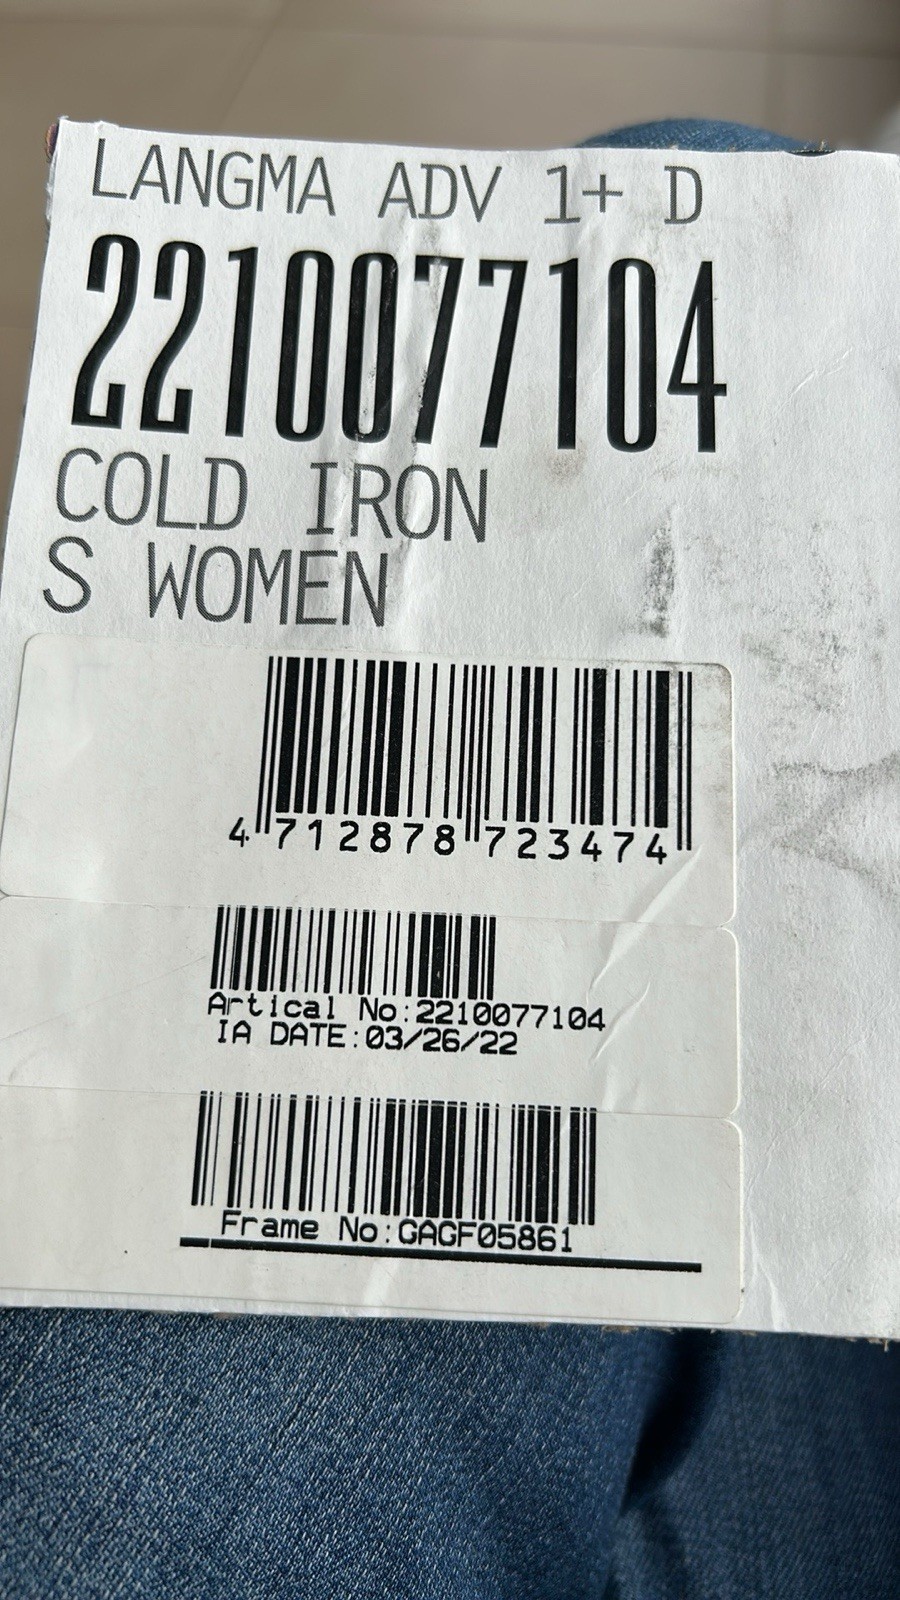 LANGMA ADV 1+ D
2210077104
COLD IRON
S WOMEN
4 712878 723474
Artical No:2210077104
IA DATE:03/26/22
Frame No:GAGF05861